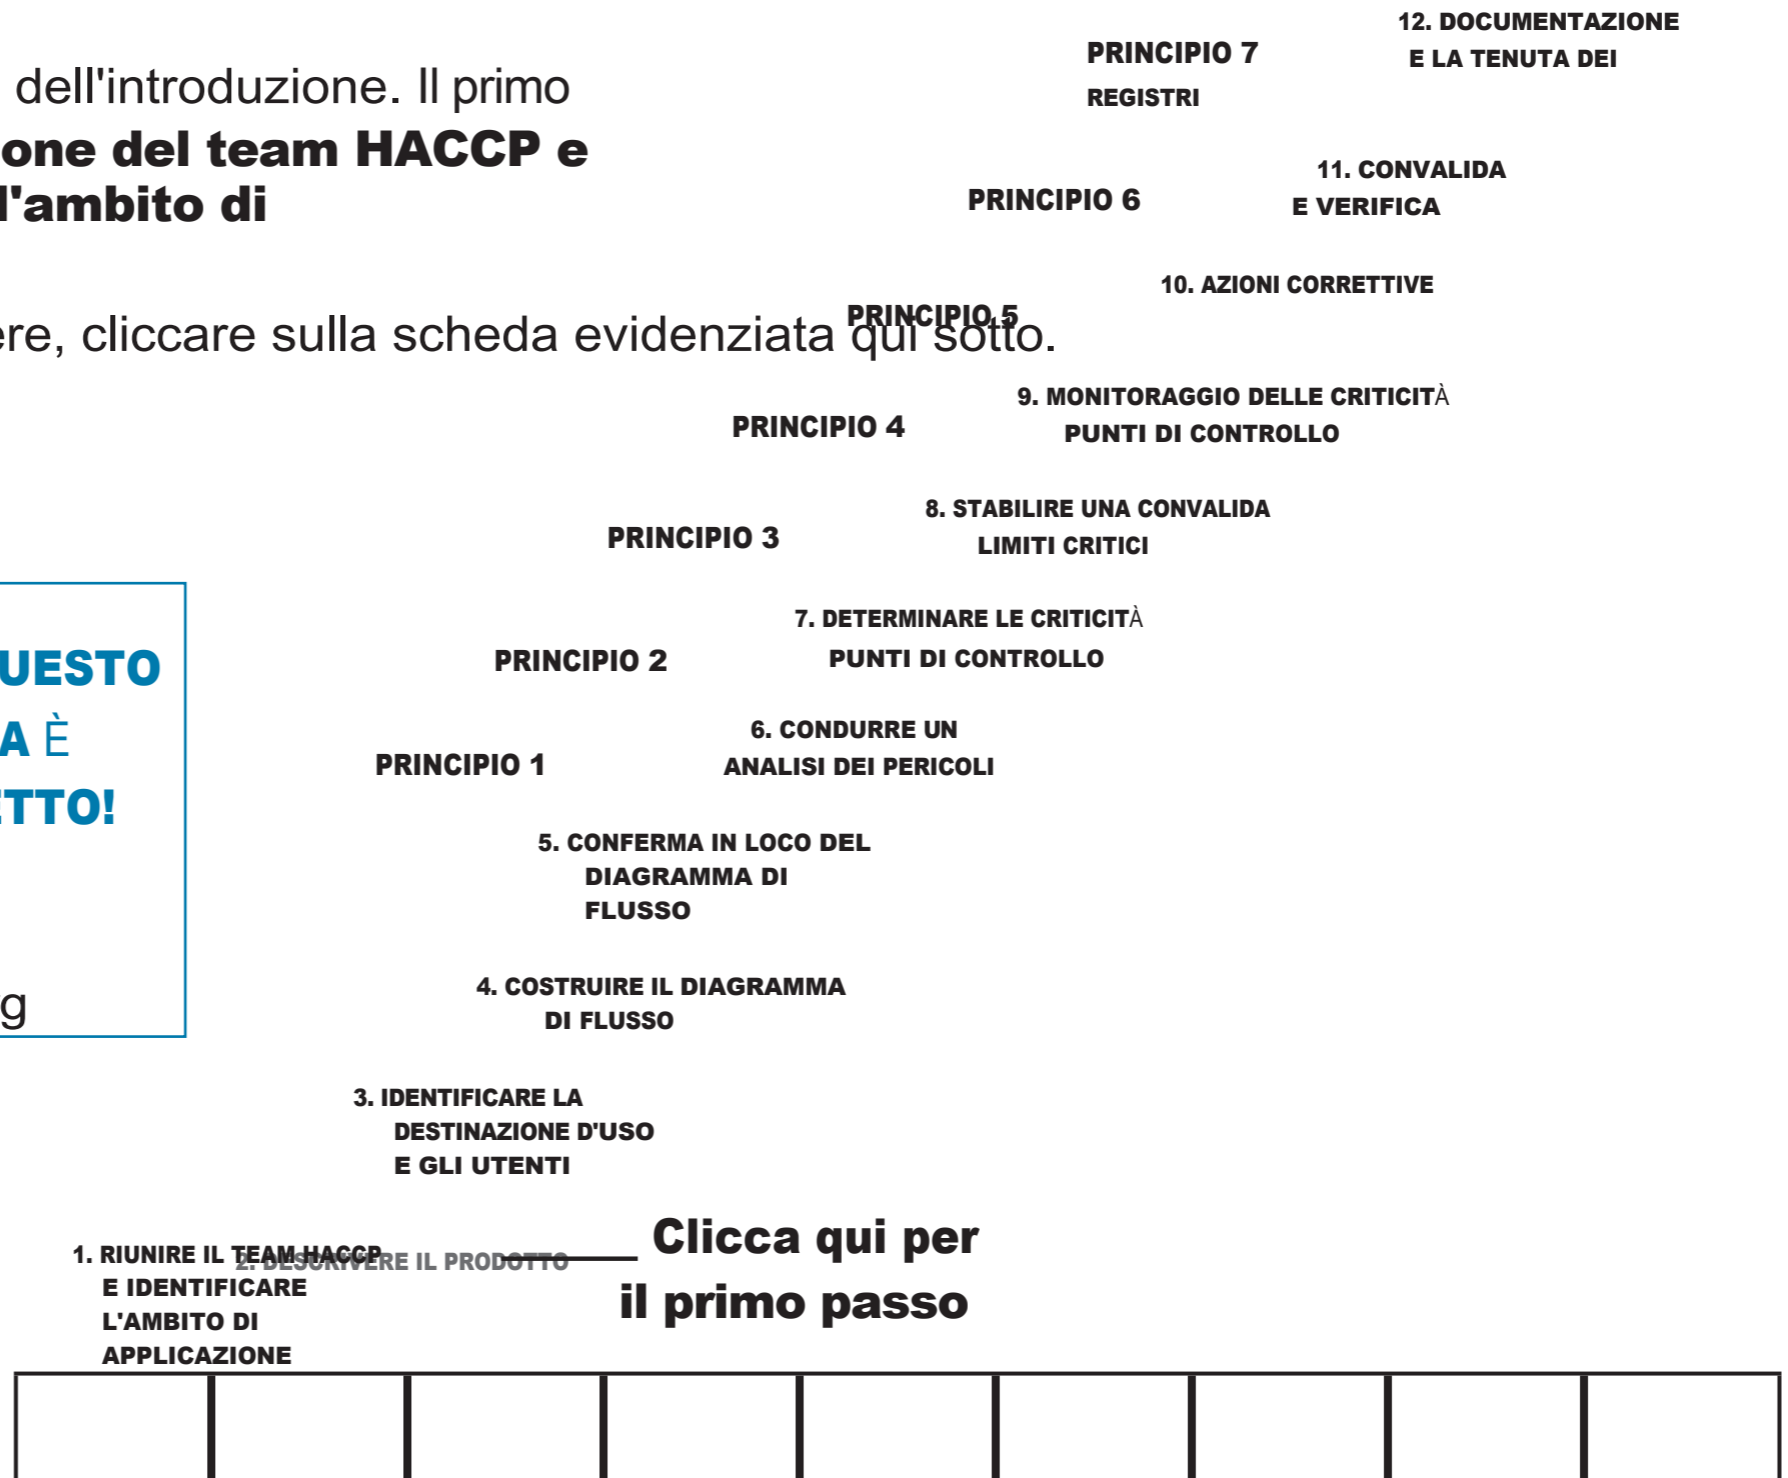 dell'introduzione. Il primo
one del team HACCP e
l'ambito di
ere, cliccare sulla scheda evidenziata qui sotto.
UESTO
A È
ETTO!
g
12. DOCUMENTAZIONE
PRINCIPIO 7 E LA TENUTA DEI
REGISTRI
11. CONVALIDA
PRINCIPIO 6 E VERIFICA
10. AZIONI CORRETTIVE
PRINCIPIO 5
9. MONITORAGGIO DELLE CRITICITÀ
PRINCIPIO 4 PUNTI DI CONTROLLO
8. STABILIRE UNA CONVALIDA
PRINCIPIO 3 LIMITI CRITICI
7. DETERMINARE LE CRITICITÀ
PRINCIPIO 2 PUNTI DI CONTROLLO
6. CONDURRE UN
PRINCIPIO 1 ANALISI DEI PERICOLI
5. CONFERMA IN LOCO DEL
DIAGRAMMA DI
FLUSSO
4. COSTRUIRE IL DIAGRAMMA
DI FLUSSO
3. IDENTIFICARE LA
DESTINAZIONE D'USO
E GLI UTENTI
2. DESCRIVERE IL PRODOTTO
1. RIUNIRE IL TEAM HACCP
E IDENTIFICARE
L'AMBITO DI
APPLICAZIONE
Clicca qui per
il primo passo